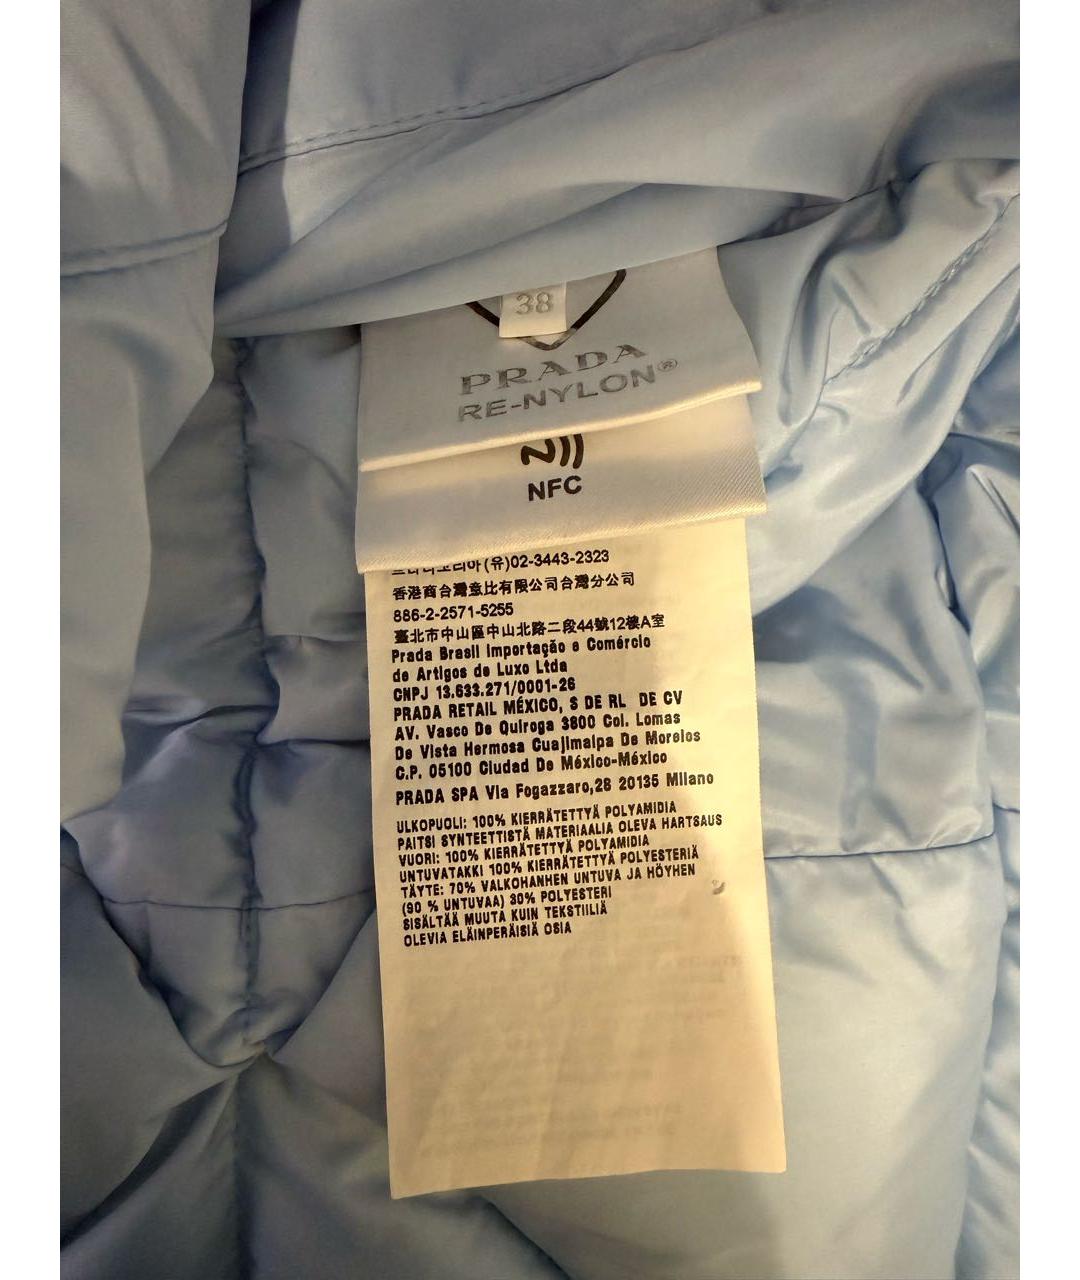 38
PRADA
RE-NYLON®
NFC
프라다코리아(유)02-3443-2323
香港商台灣意比有限公司台灣分公司
886-2-2571-5255
臺北市中山區中山北路二段44號12樓A室
Prada Brasil Importação e Comércio
de Artigos de Luxo Ltda
CNPJ 13.633.271/0001-26
PRADA RETAIL MÉXICO, S DE RL DE CV
AV. Vasco De Quiroga 3800 Col. Lomas
De Vista Hermosa Cuajimalpa De Morelos
C.P. 05100 Ciudad De México-México
PRADA SPA Via Fogazzaro,28 20135 Milano
ULKOPUOLI: 100% KIERRÄTETTYÄ POLYAMIDIA
PAITSI SYNTEETTISTÄ MATERIAALIA OLEVA HARTSAUS
VUORI: 100% KIERRÄTETTYÄ POLYAMIDIA
UNTUVATAKKI 100% KIERRÄTETTYÄ POLYESTERIÄ
TÄYTE: 70% VALKOHANHEN UNTUVA JA HÖYHEN
(90 % UNTUVAA) 30% POLYESTERI
SISÄLTÄÄ MUUTA KUIN TEKSTIILIÄ
OLEVIA ELÄINPERÄISIÄ OSIA